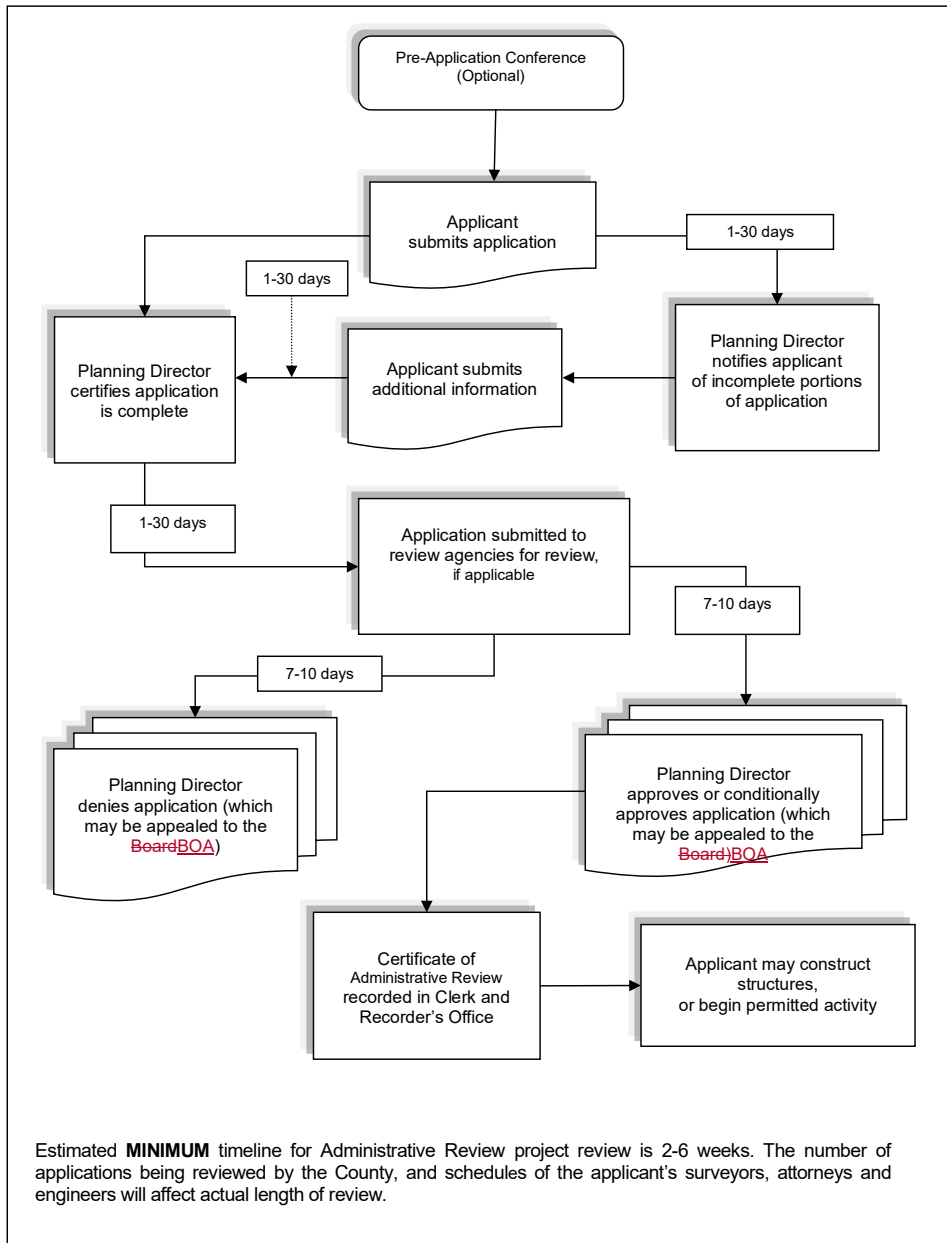 Pre-Application Conference
(Optional)
Applicant
submits application
1-30 days
1-30 days
Planning Director
certifies application
is complete
Applicant submits
additional information
Planning Director
notifies applicant
of incomplete portions
of application
1-30 days
Application submitted to
review agencies for review,
if applicable
7-10 days
7-10 days
Planning Director
denies application (which
may be appealed to the
BoardBOA)
Planning Director
approves or conditionally
approves application (which
may be appealed to the
Board)BOA
Certificate of
Administrative Review
recorded in Clerk and
Recorder's Office
Applicant may construct
structures,
or begin permitted activity
Estimated MINIMUM timeline for Administrative Review project review is 2-6 weeks. The number of
applications being reviewed by the County, and schedules of the applicant's surveyors, attorneys and
engineers will affect actual length of review.